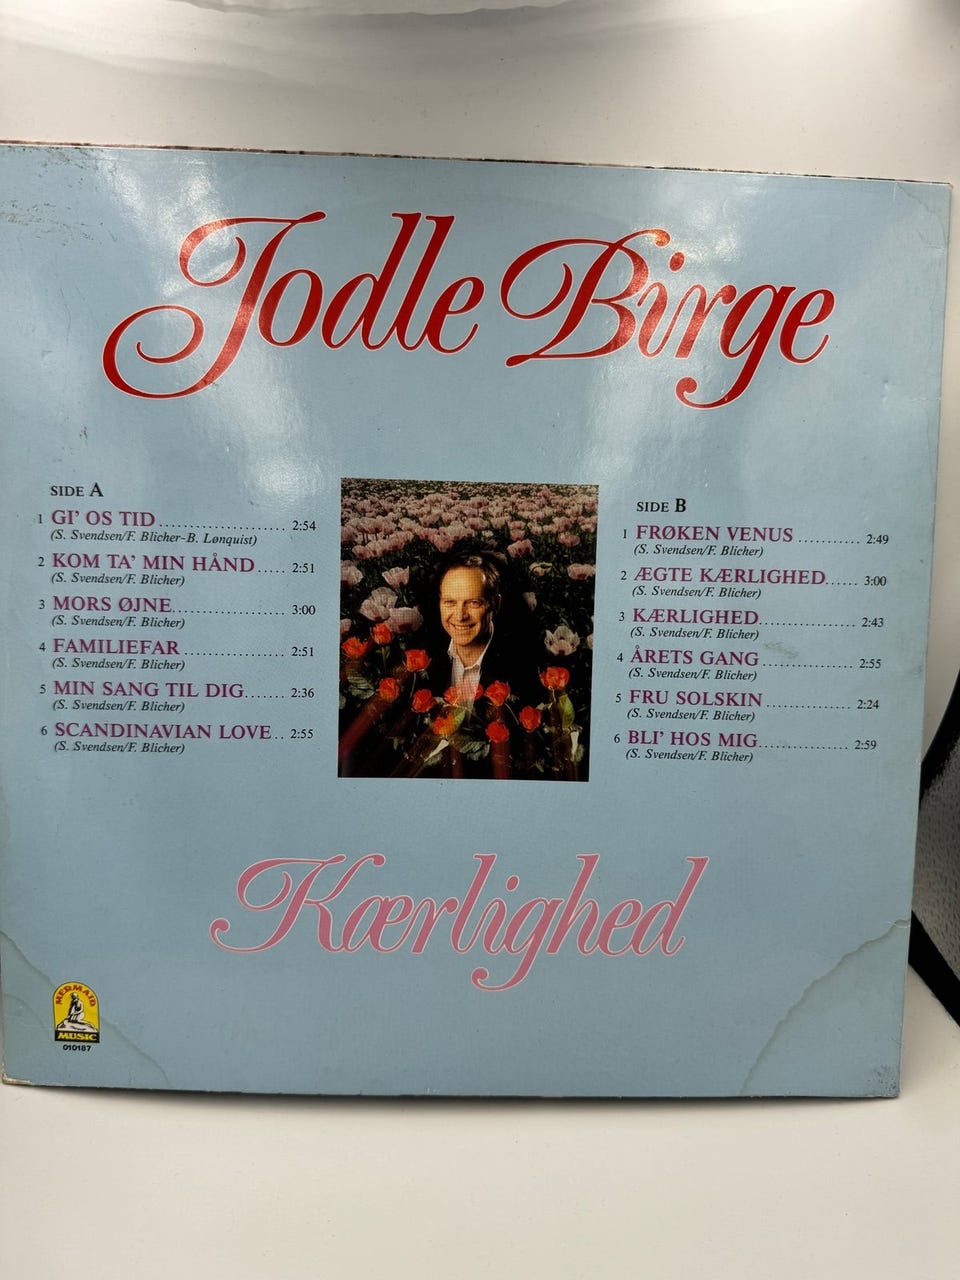 Jodle Birge
SIDE A
1 GI' OS TID ........................ 2:54
(S. Svendsen/F. Blicher-B. Lønquist)
2 KOM TA' MIN HÅND ..... 2:51
(S. Svendsen/F. Blicher)
3 MORS ØJNE ...................... 3:00
(S. Svendsen/F. Blicher)
4 FAMILIEFAR .................... 2:51
(S. Svendsen/F. Blicher)
5 MIN SANG TIL DIG ........ 2:36
(S. Svendsen/F. Blicher)
6 SCANDINAVIAN LOVE .. 2:55
(S. Svendsen/F. Blicher)
SIDE B
1 FRØKEN VENUS ............ 2:49
(S. Svendsen/F. Blicher)
2 ÆGTE KÆRLIGHED ...... 3:00
(S. Svendsen/F. Blicher)
3 KÆRLIGHED .................... 2:43
(S. Svendsen/F. Blicher)
4 ÅRETS GANG .................. 2:55
(S. Svendsen/F. Blicher)
5 FRU SOLSKIN ................. 2:24
(S. Svendsen/F. Blicher)
6 BLI' HOS MIG .................. 2:59
(S. Svendsen/F. Blicher)
Kærlighed
MERMAID
MUSIC
010187